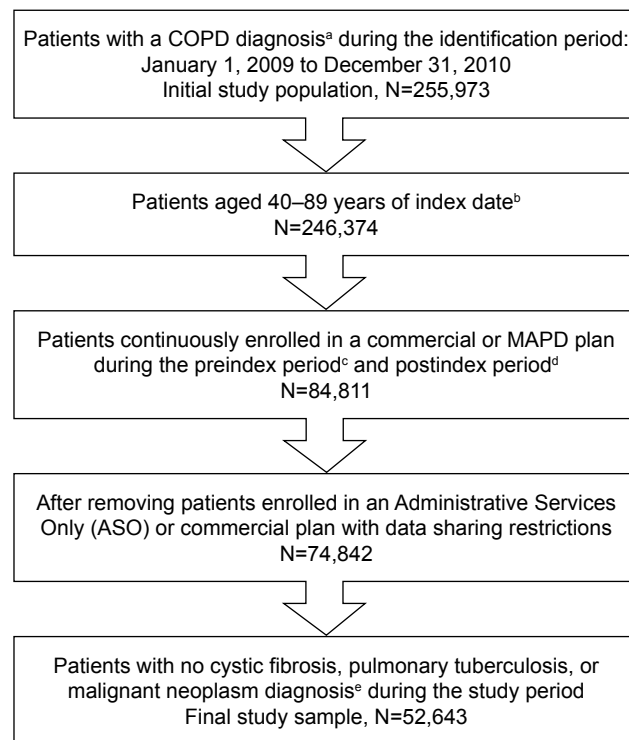 Patients with a COPD diagnosisᵃ during the identification period:
January 1, 2009 to December 31, 2010
Initial study population, N=255,973
Patients aged 40–89 years of index dateᵇ
N=246,374
Patients continuously enrolled in a commercial or MAPD plan
during the preindex periodᶜ and postindex periodᵈ
N=84,811
After removing patients enrolled in an Administrative Services
Only (ASO) or commercial plan with data sharing restrictions
N=74,842
Patients with no cystic fibrosis, pulmonary tuberculosis, or
malignant neoplasm diagnosisᵉ during the study period
Final study sample, N=52,643